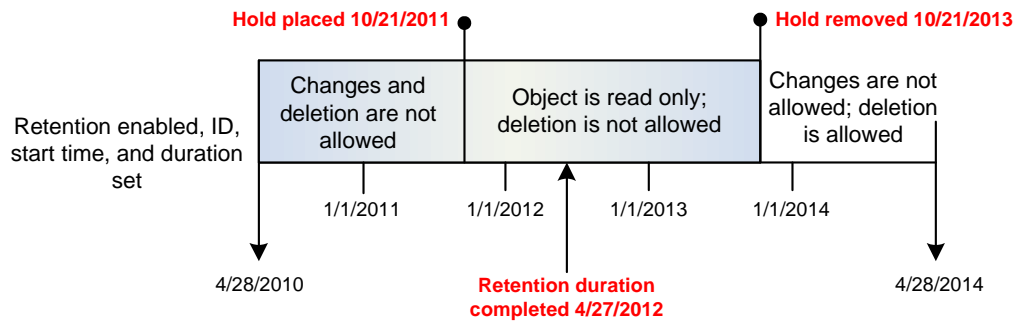 Hold placed 10/21/2011
Hold removed 10/21/2013
Retention enabled, ID,
start time, and duration
set
Changes and
deletion are not
allowed
Object is read only;
deletion is not allowed
Changes are not
allowed; deletion
is allowed
1/1/2011
1/1/2012
1/1/2013
1/1/2014
4/28/2010
Retention duration
completed 4/27/2012
4/28/2014